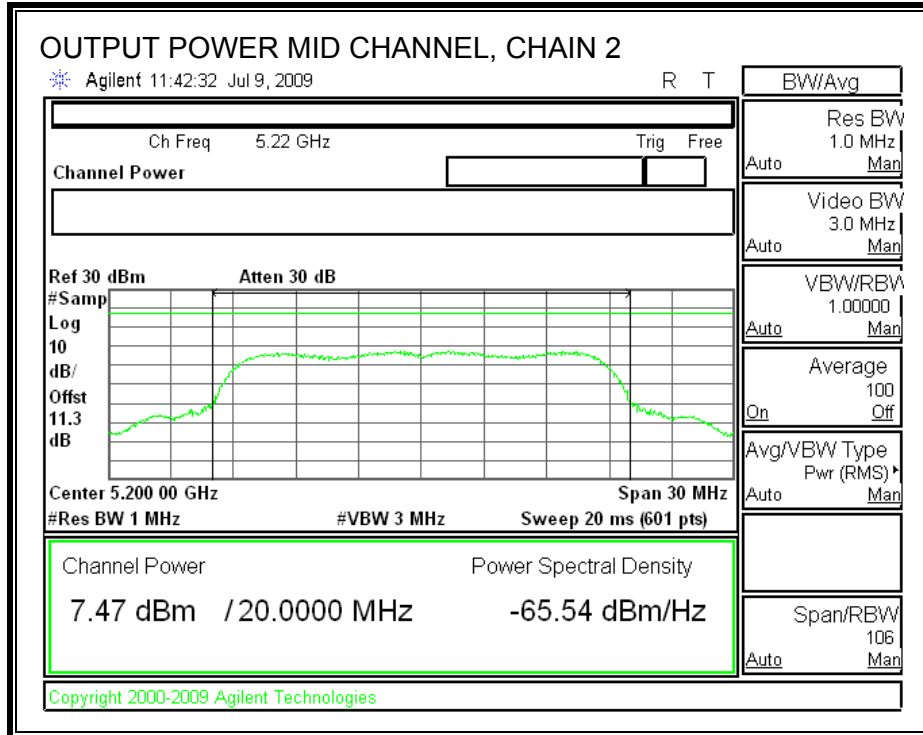 OUTPUT POWER MID CHANNEL, CHAIN 2
Agilent 11:42:32 Jul 9, 2009 R T
Ch Freq 5.22 GHz Trig Free
Channel Power
Ref 30 dBm Atten 30 dB
#Samp
Log
10
dB/
Offst
11.3
dB
Center 5.200 00 GHz Span 30 MHz
#Res BW 1 MHz #VBW 3 MHz Sweep 20 ms (601 pts)
Channel Power Power Spectral Density
7.47 dBm / 20.0000 MHz -65.54 dBm/Hz
Copyright 2000-2009 Agilent Technologies
BW/Avg
Res BW
1.0 MHz
Auto Man
Video BW
3.0 MHz
Auto Man
VBW/RBW
1.00000
Auto Man
Average
100
On Off
Avg/VBW Type
Pwr (RMS)
Auto Man
Span/RBW
106
Auto Man